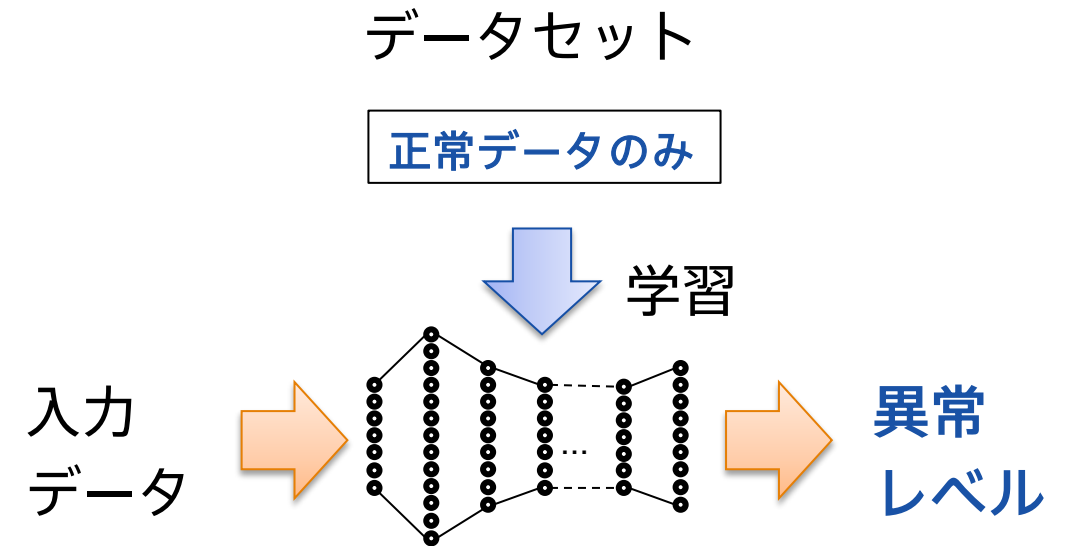 データセット
正常データのみ
学習
入力
データ
...
異常
レベル